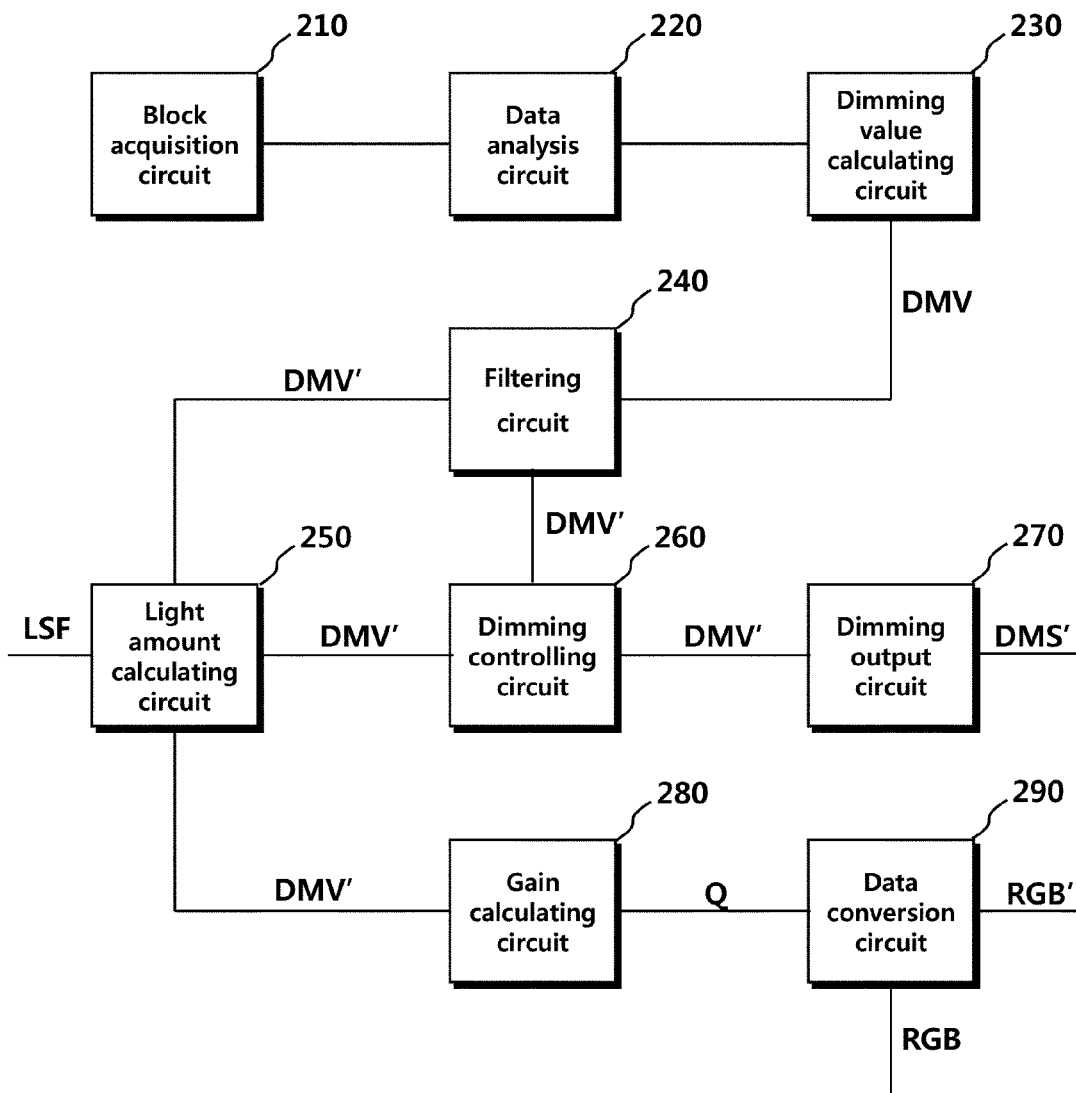 210
220
230
Block
acquisition
circuit
Data
analysis
circuit
Dimming
value
calculating
circuit
DMV
240
Filtering
circuit
DMV’
DMV’
250
260
270
LSF
Light
amount
calculating
circuit
DMV’
Dimming
controlling
circuit
DMV’
Dimming
output
circuit
DMS’
280
290
DMV’
Gain
calculating
circuit
Q
Data
conversion
circuit
RGB’
RGB